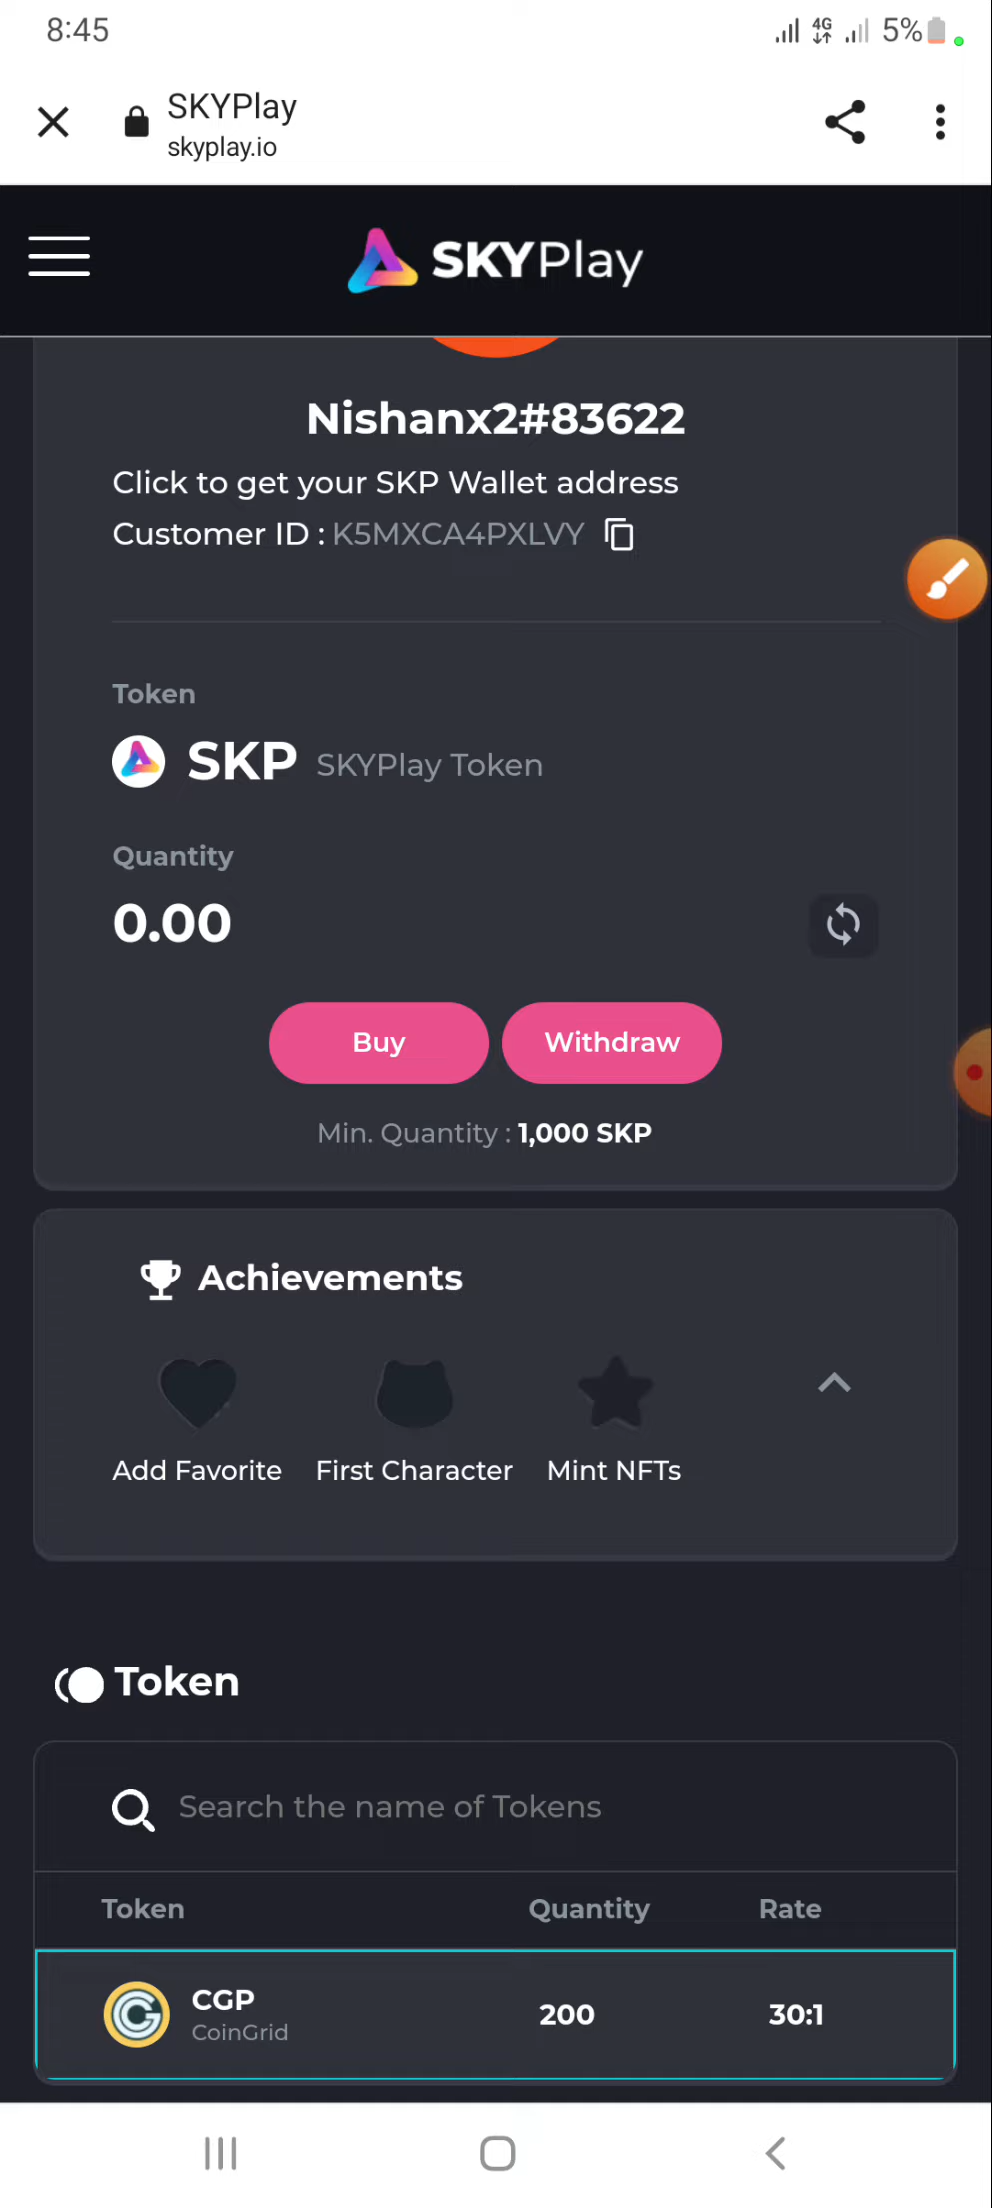 8:45
4G 5%
SKYPlay
skyplay.io
SKYPlay
Nishanx2#83622
Click to get your SKP Wallet address
Customer ID : K5MXCA4PXLVY
Token
SKP SKYPlay Token
Quantity
0.00
Buy Withdraw
Min. Quantity : 1,000 SKP
Achievements
Add Favorite First Character Mint NFTs
Token
Search the name of Tokens
Token Quantity Rate
CGP 200 30:1
CoinGrid